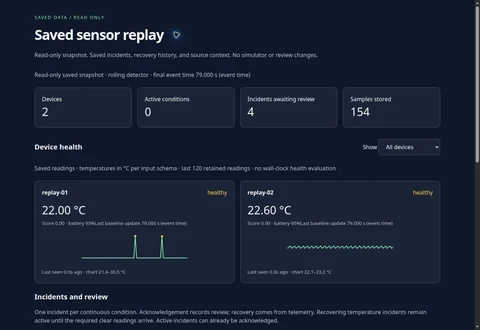 SAVED DATA / READ ONLY
Saved sensor replay
Read-only snapshot. Saved incidents, recovery history, and source context. No simulator or review changes.
Read-only saved snapshot · rolling detector · final event time 79.000 s (event time)
Devices
2
Active conditions
0
Incidents awaiting review
4
Samples stored
154
Device health
Show All devices
Saved readings · temperatures in °C per input schema · last 120 retained readings · no wall-clock health evaluation
replay-01 healthy
22.00 °C
Score 0.00 · battery 95%Last baseline update 79.000 s (event time)
Last seen 0.0s ago · chart 21.4–30.5 °C
replay-02 healthy
22.60 °C
Score 0.00 · battery 95%Last baseline update 79.000 s (event time)
Last seen 0.0s ago · chart 22.1–23.2 °C
Incidents and review
One incident per continuous condition. Acknowledgement records review; recovery comes from telemetry. Recovering temperature incidents remain
active until the required clear readings arrive. Active incidents can already be acknowledged.